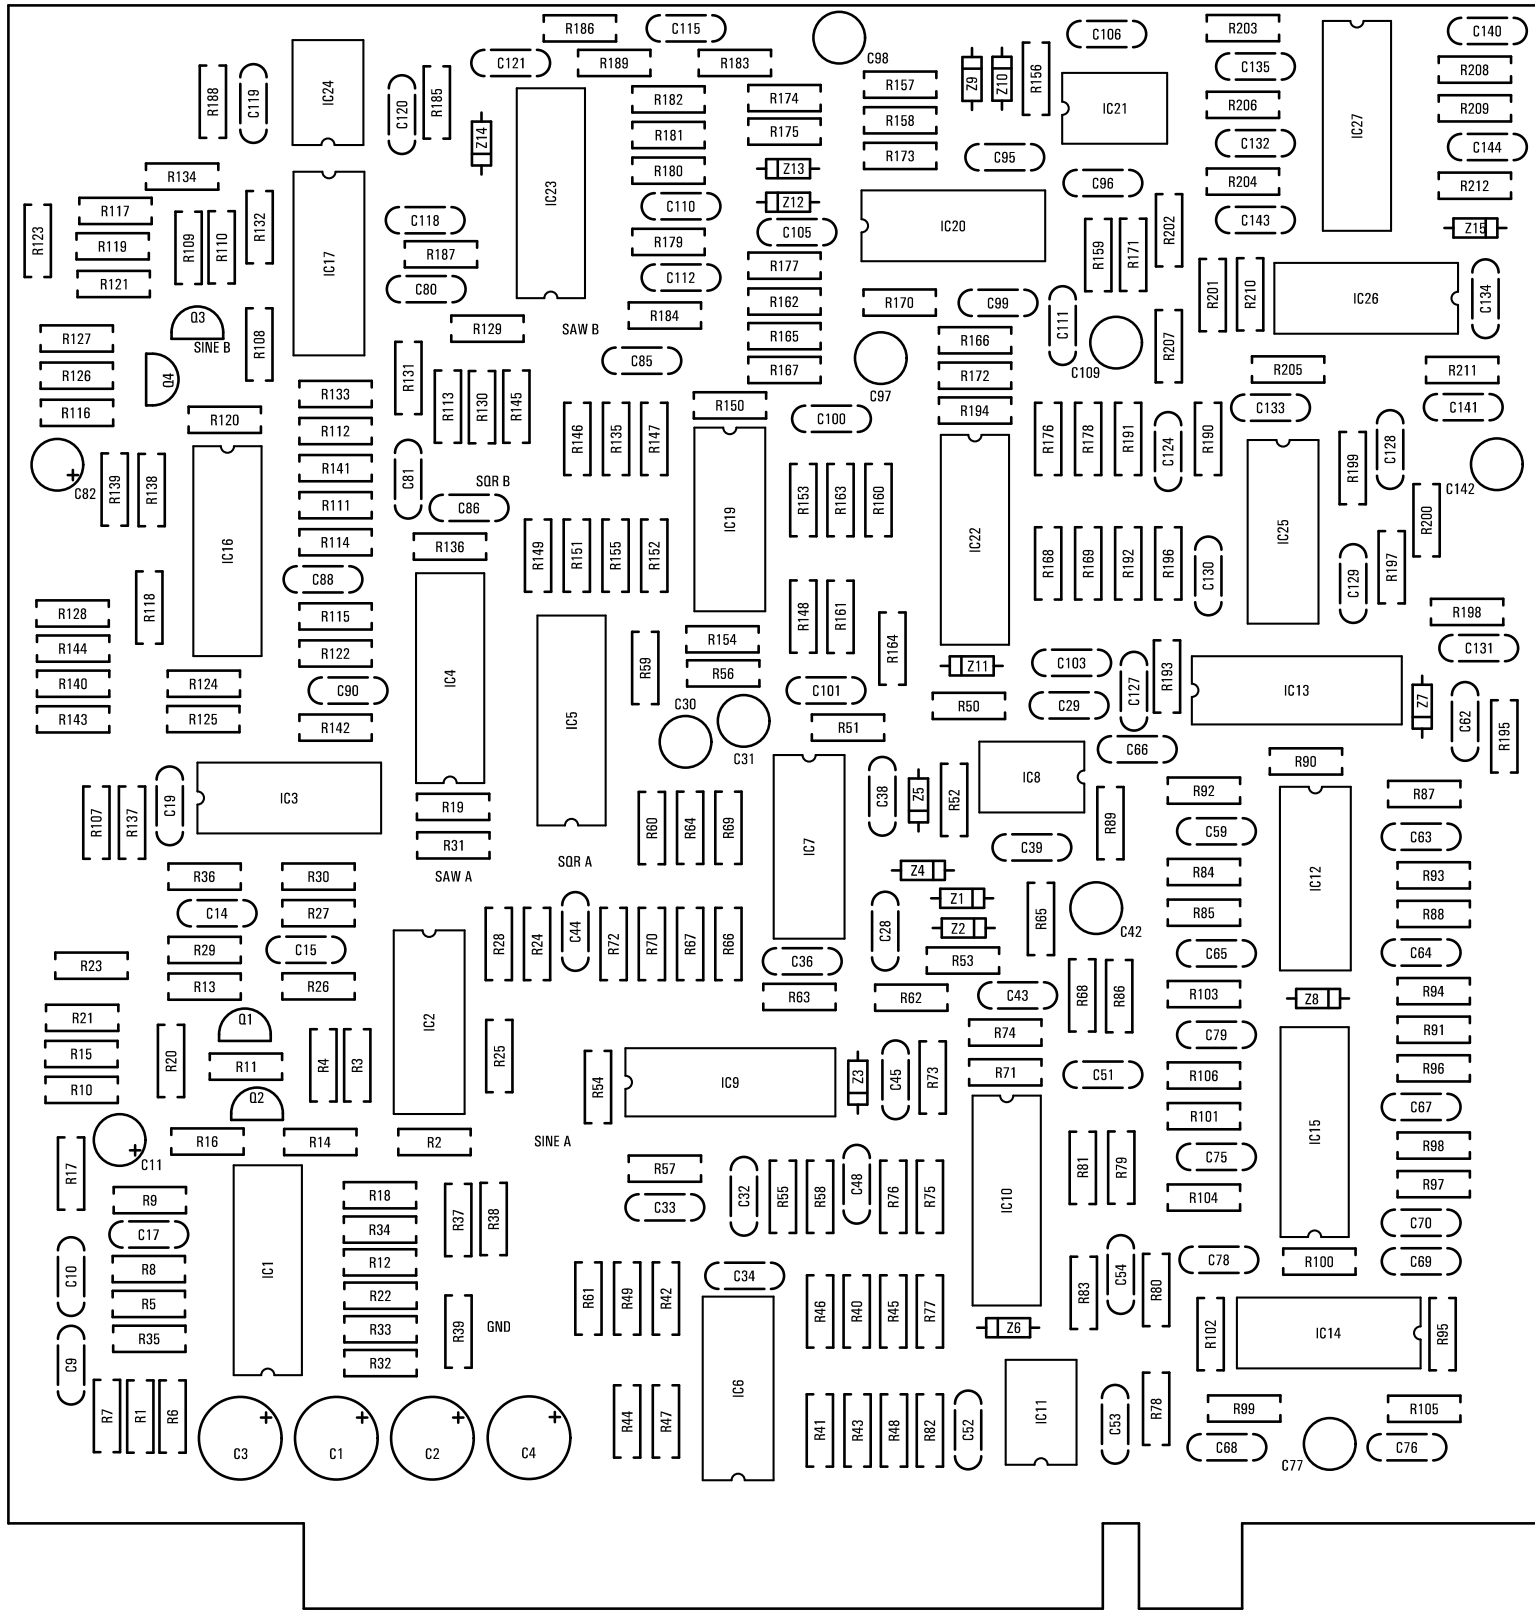 R186
C115
C98
C106
R203
C140
C121
R189
R183
Z9
Z10
R156
C135
R208
R188
C119
IC24
C120
R185
Z14
IC23
R182
R174
R157
IC21
R206
IC27
R209
R181
R175
R158
C132
C144
R180
Z13
R173
C95
C96
R204
R212
R134
R117
R123
R109
R110
R132
IC17
C118
C110
Z12
C105
IC20
R159
R171
R202
C143
Z15
R119
R187
R179
R121
C80
C112
R177
R201
R210
IC26
C134
Q3
SINE B
R108
R129
SAW B
R184
R162
R170
C99
C111
C109
R207
R127
R165
R166
Q4
R131
C85
R167
C97
R172
R205
R211
R126
R133
R113
R130
R145
R116
R120
R112
R146
R135
R147
R150
C100
R194
R176
R178
R191
C124
R190
C133
C141
C82
R139
R138
IC16
R141
C81
SQR B
C86
IC19
R153
R163
R160
IC22
IC25
R199
C128
C142
R111
R200
R114
R136
R149
R151
R155
R152
R168
R169
R192
R196
C130
C129
R197
C88
R128
R118
R115
IC4
IC5
R148
R161
R164
R198
R144
R122
R59
R154
Z11
C103
C127
R193
C131
R140
R124
C90
R56
C101
R50
C29
IC13
Z7
C62
R195
R143
R125
R142
C30
C31
R51
C66
R107
R137
C19
IC3
R19
R60
R64
R69
IC7
C38
Z5
R52
IC8
R89
R92
R90
R87
R31
SAW A
SQR A
C39
C59
C63
R36
R30
Z4
R84
IC12
R93
C14
R27
R28
R24
C44
R72
R70
R67
R66
C28
Z1
Z2
R65
C42
R85
R88
R23
R29
C15
C36
R53
C65
C64
R13
R26
R63
R62
C43
R68
R86
R103
Z8
R94
R21
Q1
IC2
R25
R74
C79
R91
R15
R20
R11
R4
R3
R54
IC9
Z3
C45
R73
R71
C51
R106
R96
R10
Q2
IC10
R101
IC15
C67
C11
R16
R14
R2
SINE A
R81
R79
C75
R98
R17
R57
C32
R55
R58
C48
R76
R75
R9
R18
R37
R38
C33
R104
R97
C17
R34
C70
C10
R8
IC1
R12
R61
R49
R42
C34
C54
C78
R100
C69
R5
R22
R46
R40
R45
R77
R83
R80
R35
R33
R39
GND
Z6
R102
IC14
R95
C9
R32
IC6
IC11
R7
R1
R6
C3
C1
C2
C4
R44
R47
R41
R43
R48
R82
C52
C53
R78
R99
R105
C68
C77
C76